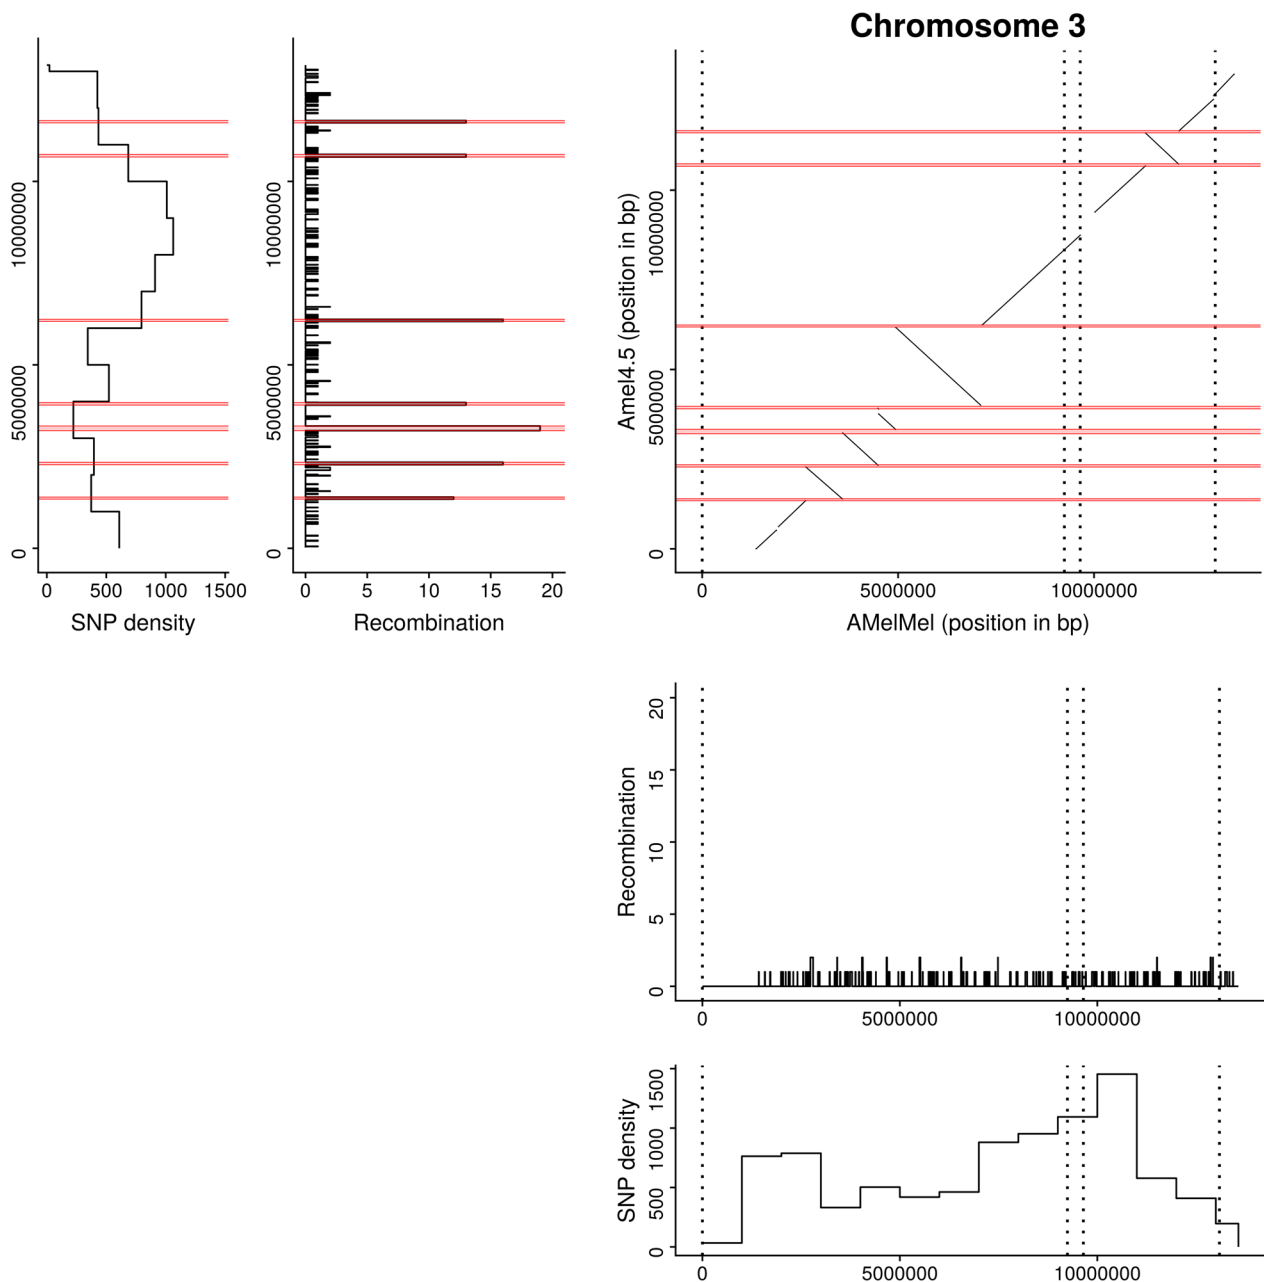 Chromosome 3
0
5000000
10000000
0 500 1000 1500
SNP density
0
5000000
10000000
0 5 10 15 20
Recombination
Amel4.5 (position in bp)
0
5000000
10000000
0 5000000 10000000
AMelMel (position in bp)
Recombination
0
5
10
15
20
0 5000000 10000000
SNP density
0
500
1000
1500
0 5000000 10000000